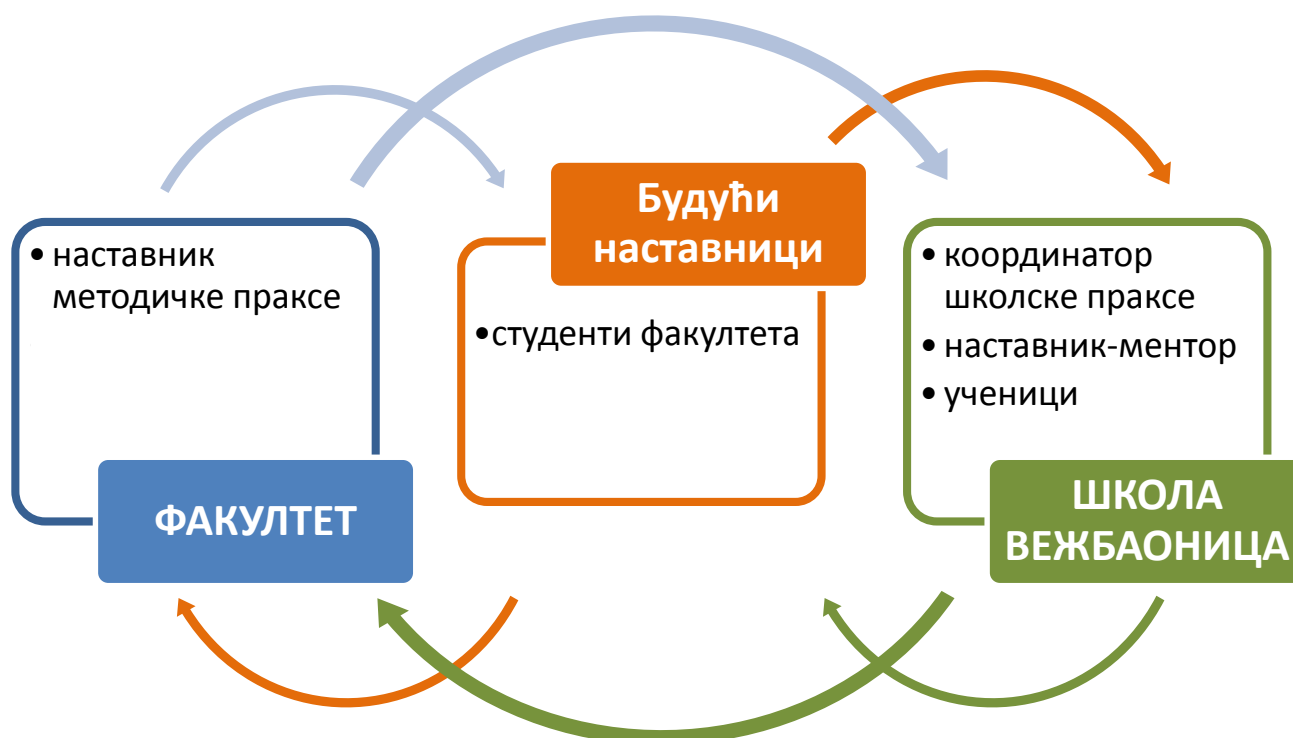 • наставник
методичке праксе
ФАКУЛТЕТ
Будући
наставници
•студенти факултета
• координатор
школске праксе
• наставник-ментор
• ученици
ШКОЛА
ВЕЖБАОНИЦА